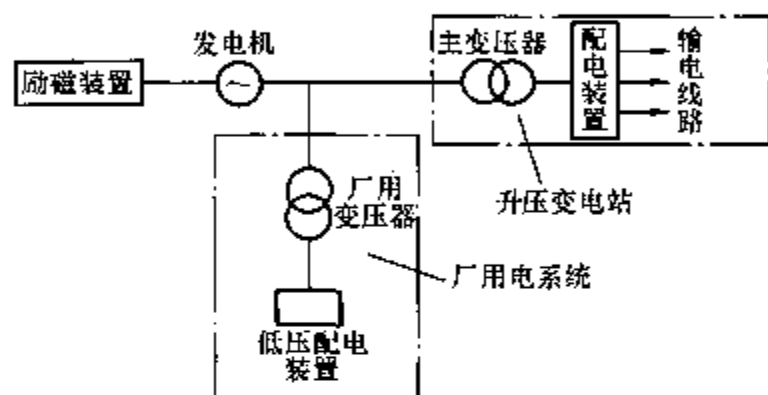 发电机
励磁装置
主变压器
配电装置
输电线路
升压变电站
厂用
变压器
厂用电系统
低压配电
装置